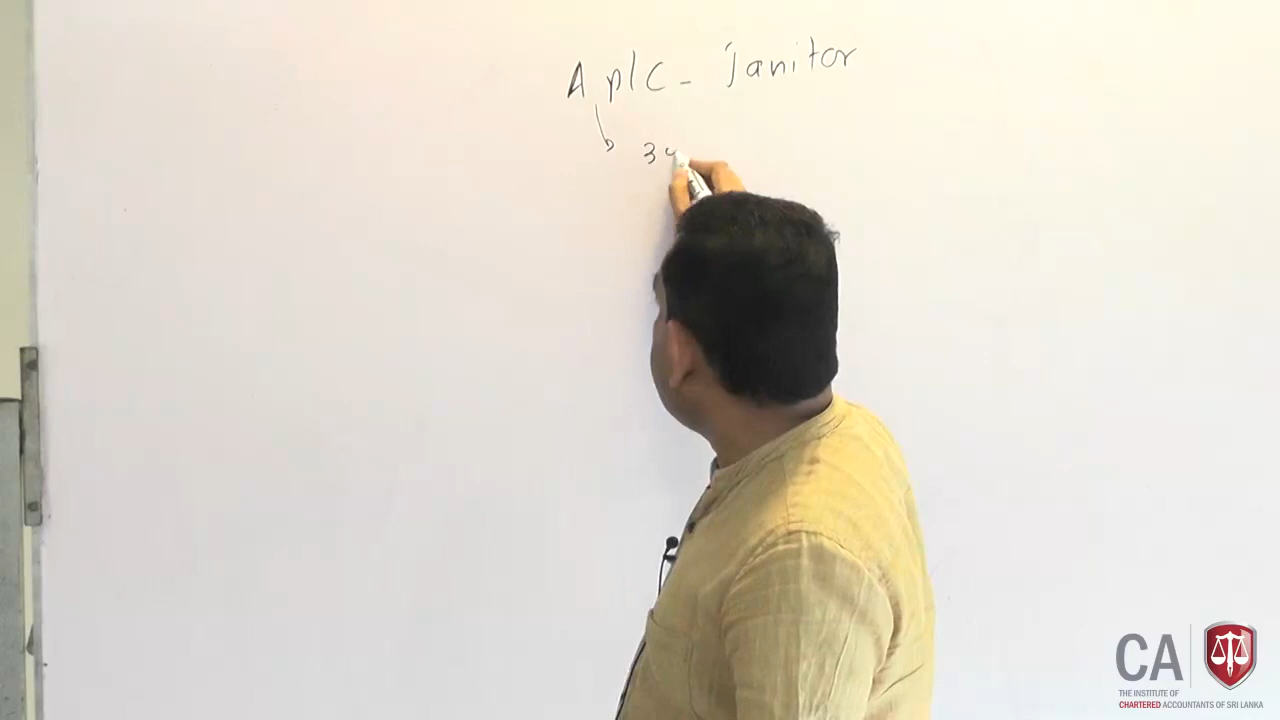 A plc - Janitor
3
CA
THE INSTITUTE OF
CHARTERED ACCOUNTANTS OF SRI LANKA